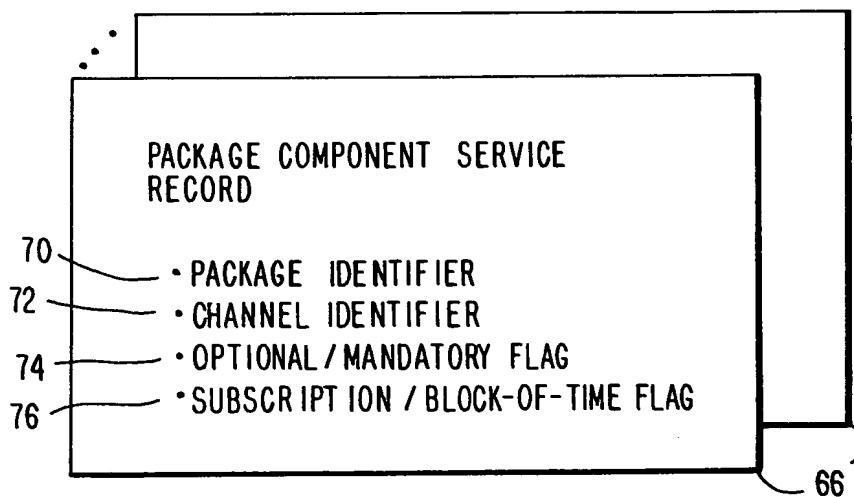 PACKAGE COMPONENT SERVICE
RECORD
70
• PACKAGE IDENTIFIER
72
• CHANNEL IDENTIFIER
74
• OPTIONAL / MANDATORY FLAG
76
• SUBSCRIPTION / BLOCK-OF-TIME FLAG
66